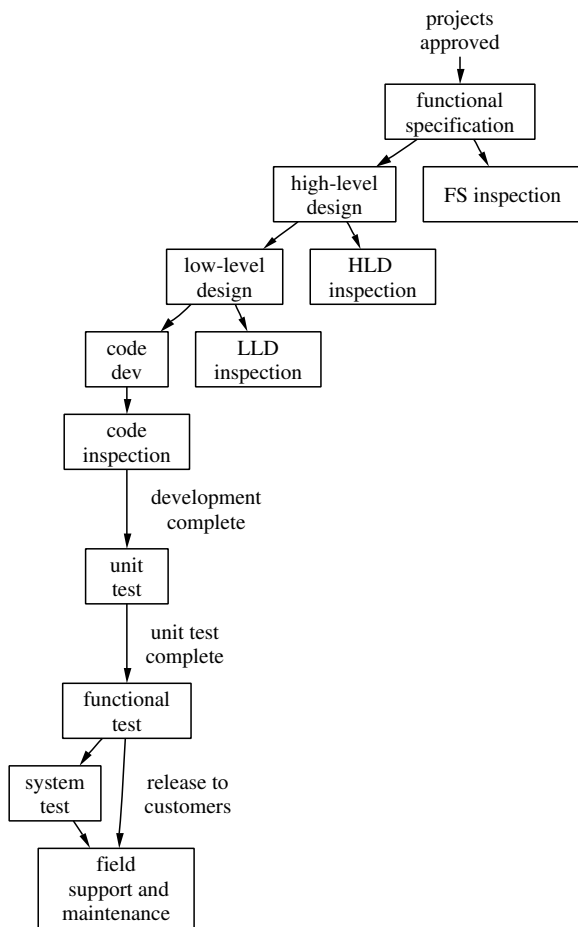 projects
approved
functional
specification
high-level
design
FS inspection
low-level
design
HLD
inspection
code
dev
LLD
inspection
code
inspection
development
complete
unit
test
unit test
complete
functional
test
system
test
release to
customers
field
support and
maintenance